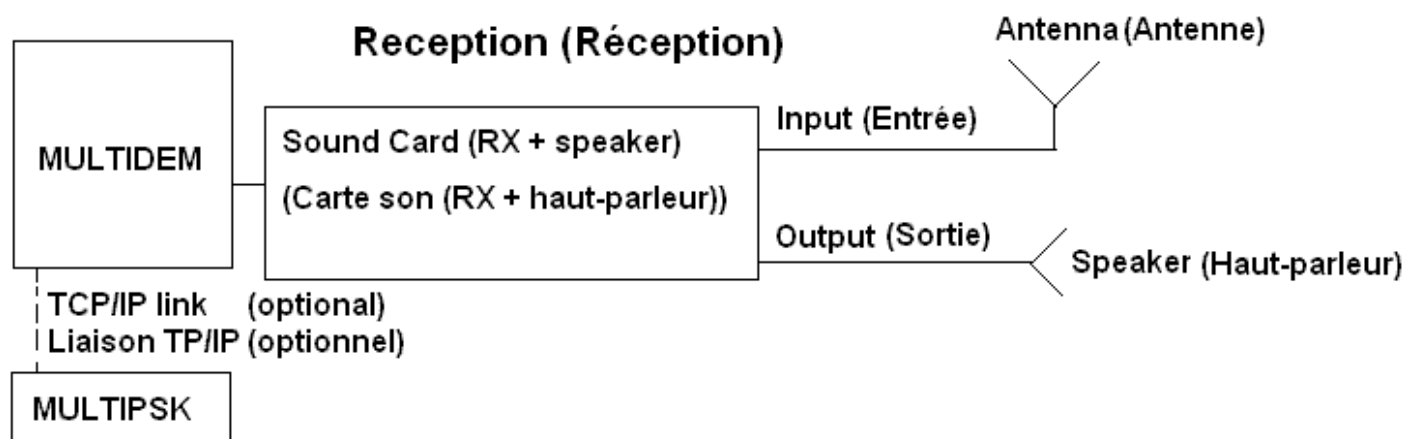 Reception (Réception)
Antenna (Antenne)
MULTIDEM
Sound Card (RX + speaker)
(Carte son (RX + haut-parleur))
Input (Entrée)
Output (Sortie)
Speaker (Haut-parleur)
TCP/IP link (optional)
Liaison TP/IP (optionnel)
MULTIPSK